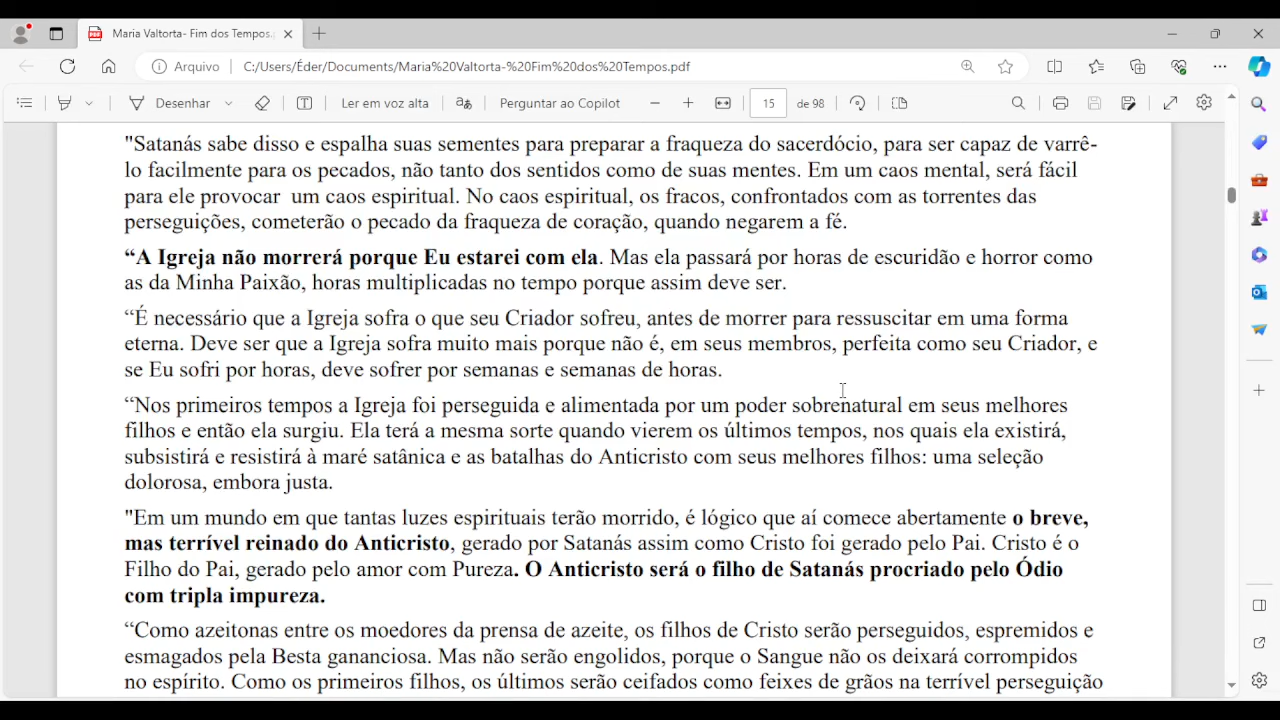 Maria Valtorta- Fim dos Tempos.
Arquivo
C:/Users/Éder/Documents/Maria%20Valtorta-%20Fim%20dos%20Tempos.pdf
Desenhar
Ler em voz alta
Perguntar ao Copilot
15
de 98
"Satanás sabe disso e espalha suas sementes para preparar a fraqueza do sacerdócio, para ser capaz de varrê-
lo facilmente para os pecados, não tanto dos sentidos como de suas mentes. Em um caos mental, será fácil
para ele provocar um caos espiritual. No caos espiritual, os fracos, confrontados com as torrentes das
perseguições, cometerão o pecado da fraqueza de coração, quando negarem a fé.
“A Igreja não morrerá porque Eu estarei com ela. Mas ela passará por horas de escuridão e horror como
as da Minha Paixão, horas multiplicadas no tempo porque assim deve ser.
“É necessário que a Igreja sofra o que seu Criador sofreu, antes de morrer para ressuscitar em uma forma
eterna. Deve ser que a Igreja sofra muito mais porque não é, em seus membros, perfeita como seu Criador, e
se Eu sofri por horas, deve sofrer por semanas e semanas de horas.
“Nos primeiros tempos a Igreja foi perseguida e alimentada por um poder sobrenatural em seus melhores
filhos e então ela surgiu. Ela terá a mesma sorte quando vierem os últimos tempos, nos quais ela existirá,
subsistirá e resistirá à maré satânica e as batalhas do Anticristo com seus melhores filhos: uma seleção
dolorosa, embora justa.
"Em um mundo em que tantas luzes espirituais terão morrido, é lógico que aí comece abertamente o breve,
mas terrível reinado do Anticristo, gerado por Satanás assim como Cristo foi gerado pelo Pai. Cristo é o
Filho do Pai, gerado pelo amor com Pureza. O Anticristo será o filho de Satanás procriado pelo Ódio
com tripla impureza.
“Como azeitonas entre os moedores da prensa de azeite, os filhos de Cristo serão perseguidos, espremidos e
esmagados pela Besta gananciosa. Mas não serão engolidos, porque o Sangue não os deixará corrompidos
no espírito. Como os primeiros filhos, os últimos serão ceifados como feixes de grãos na terrível perseguição